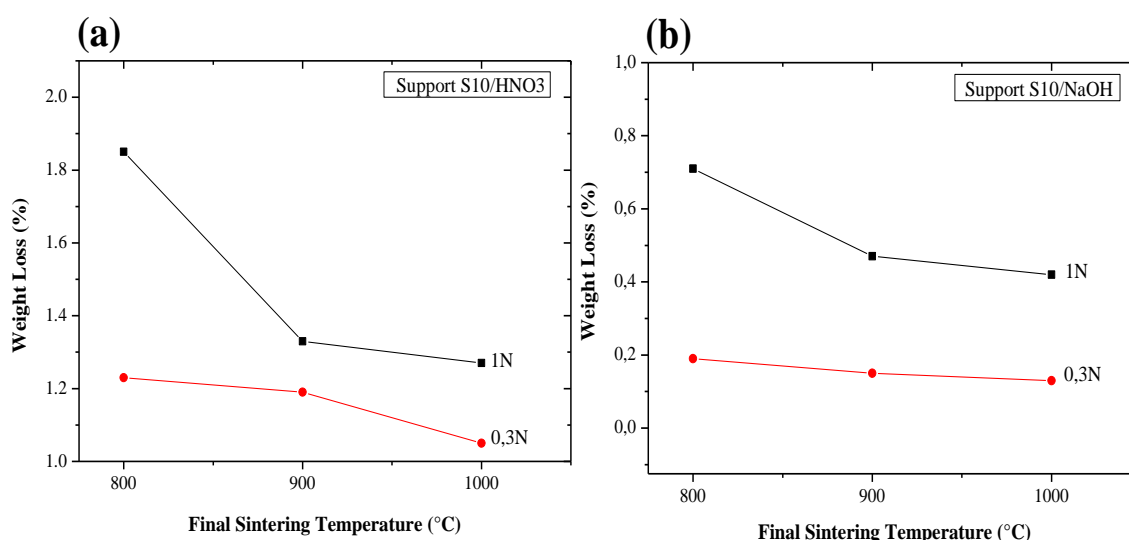 (a)
Support S10/HNO3
2.0
1.8
1.6
1.4
1.2
1.0
Weight Loss (%)
1N
0,3N
800 900 1000
Final Sintering Temperature (°C)
(b)
Support S10/NaOH
1,0
0,8
0,6
0,4
0,2
0,0
Weight Loss (%)
1N
0,3N
800 900 1000
Final Sintering Temperature (°C)